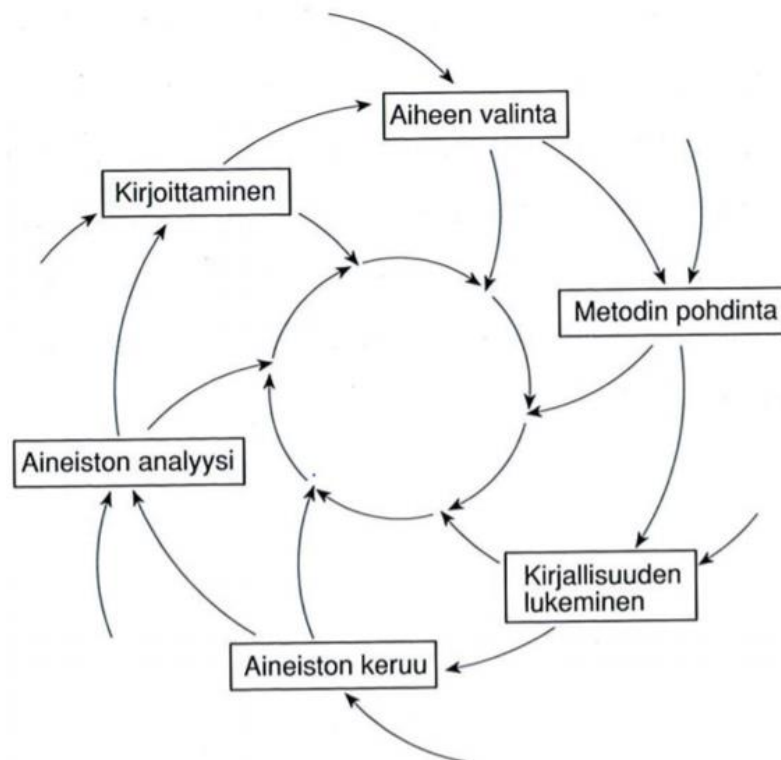 Aiheen valinta
Kirjoittaminen
Metodin pohdinta
Aineiston analyysi
Kirjallisuuden
lukeminen
Aineiston keruu